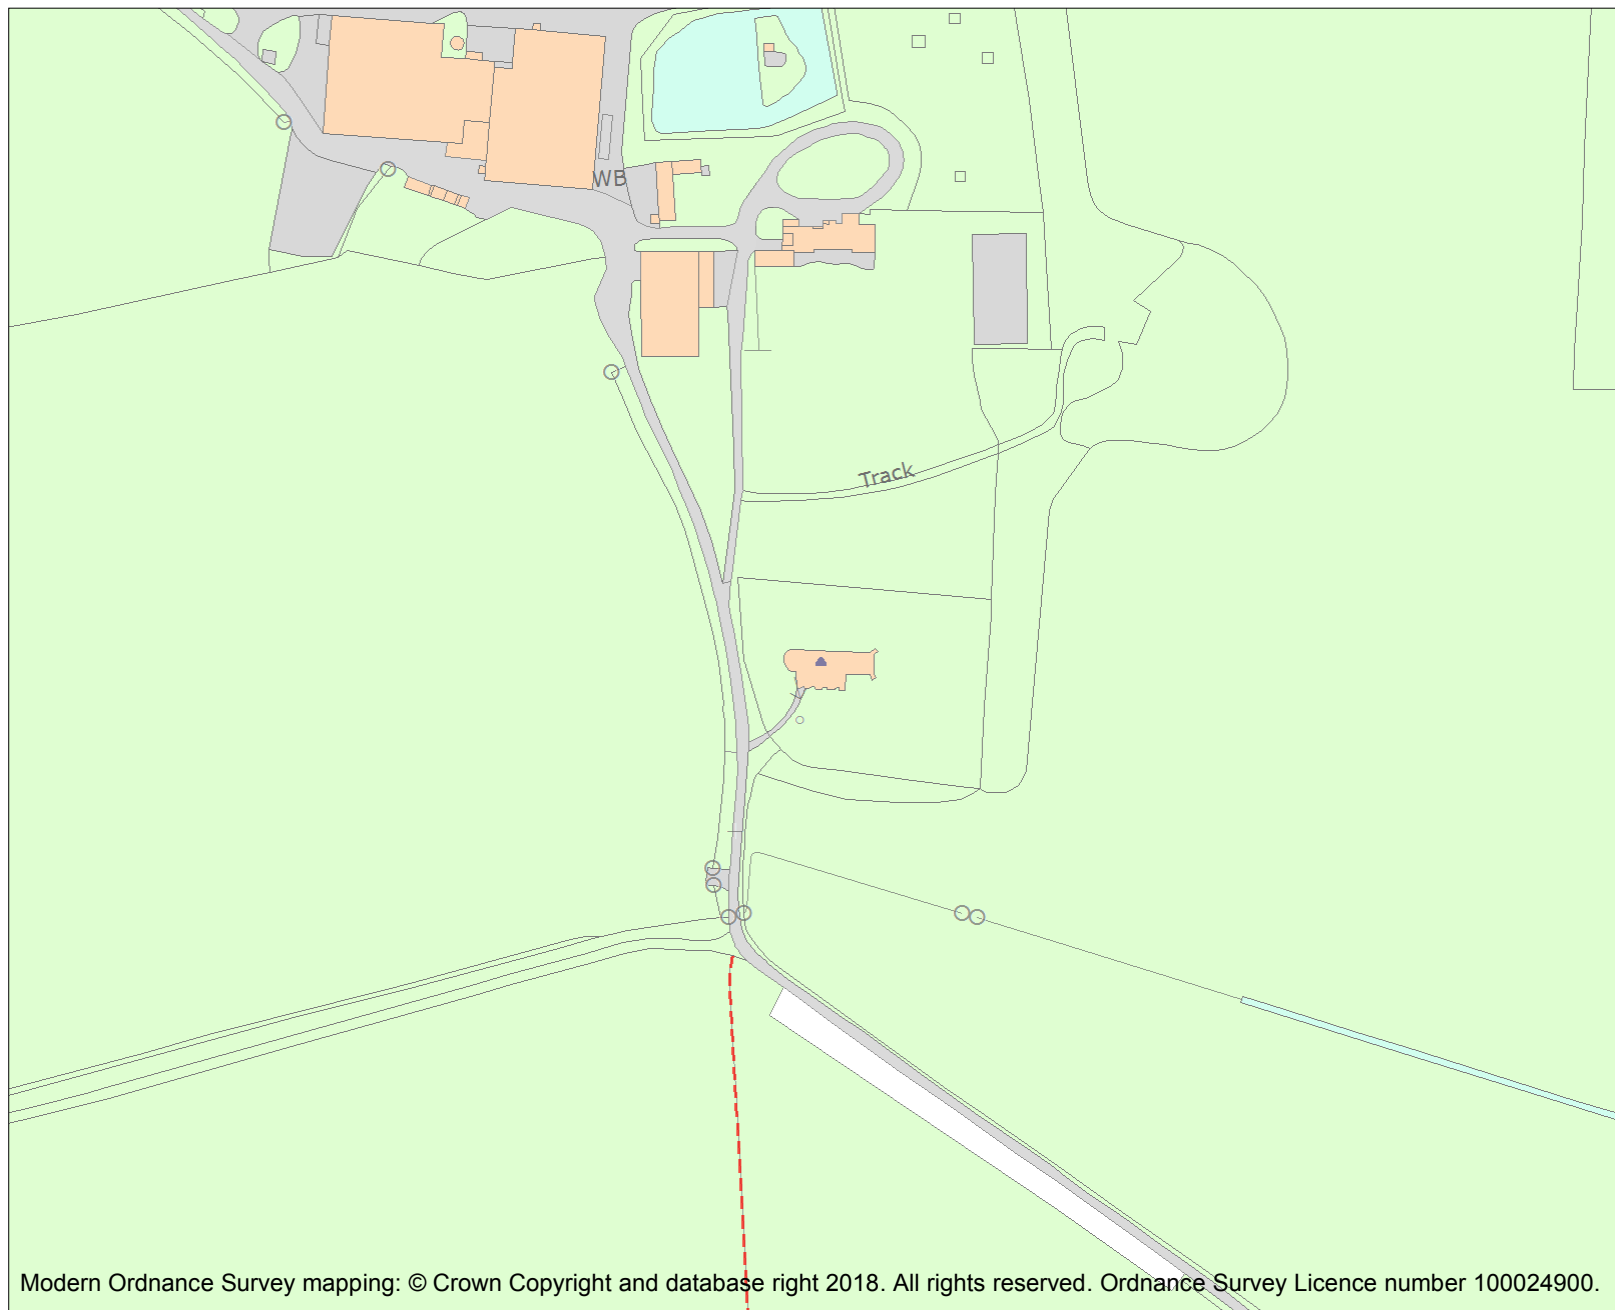 WB
Track
Modern Ordnance Survey mapping: © Crown Copyright and database right 2018. All rights reserved. Ordnance Survey Licence number 100024900.